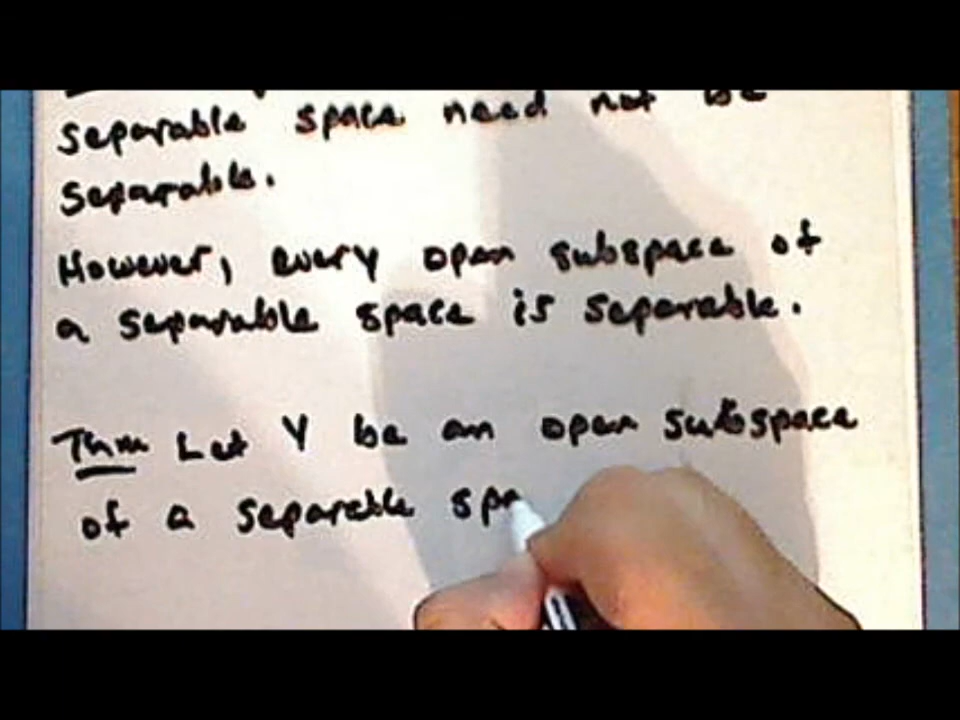 separable space need not be
separable.
However, every open subspace of
a separable space is separable.
Thm Let Y be an open subspace
of a separable spa